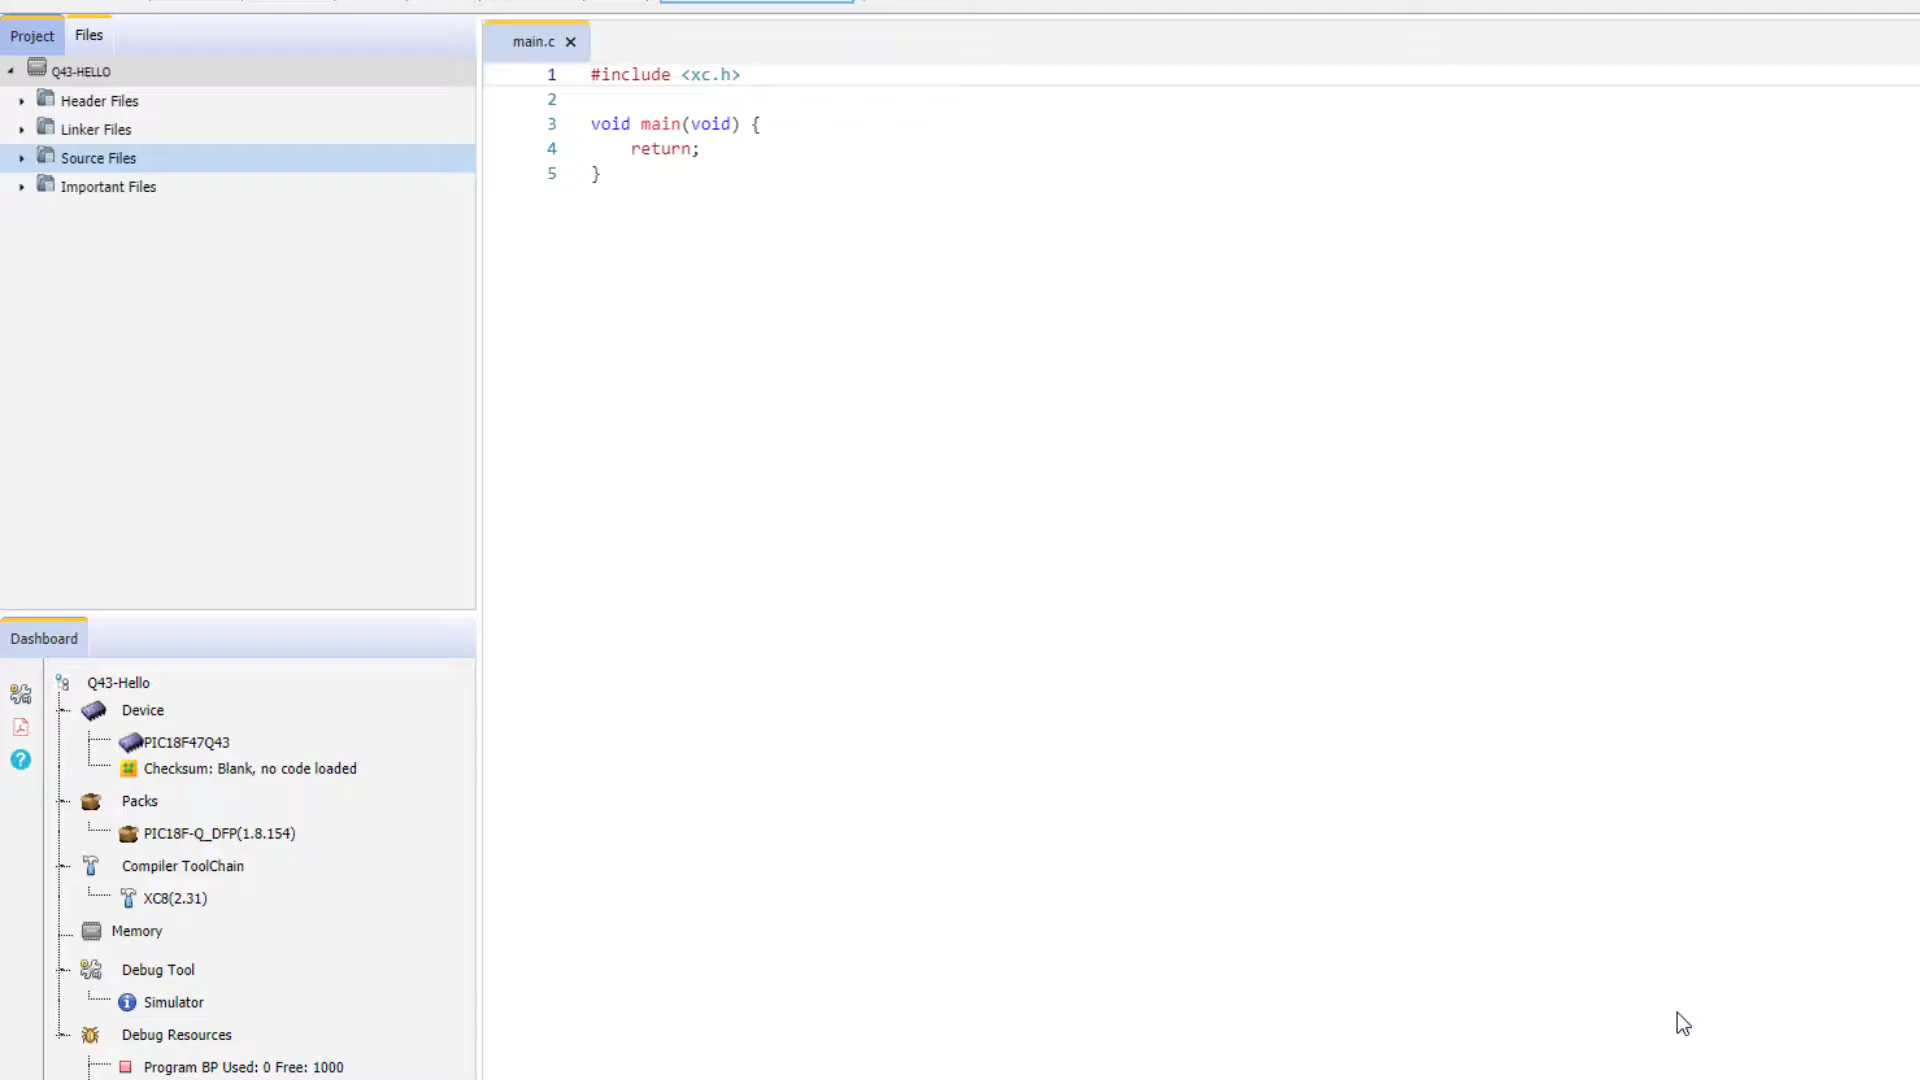 Project Files
Q43-HELLO
Header Files
Linker Files
Source Files
Important Files
main.c
1 #include <xc.h>
2
3 void main(void) {
4     return;
5 }
Dashboard
Q43-Hello
Device
PIC18F47Q43
Checksum: Blank, no code loaded
Packs
PIC18F-Q_DFP(1.8.154)
Compiler ToolChain
XC8(2.31)
Memory
Debug Tool
Simulator
Debug Resources
Program BP Used: 0 Free: 1000